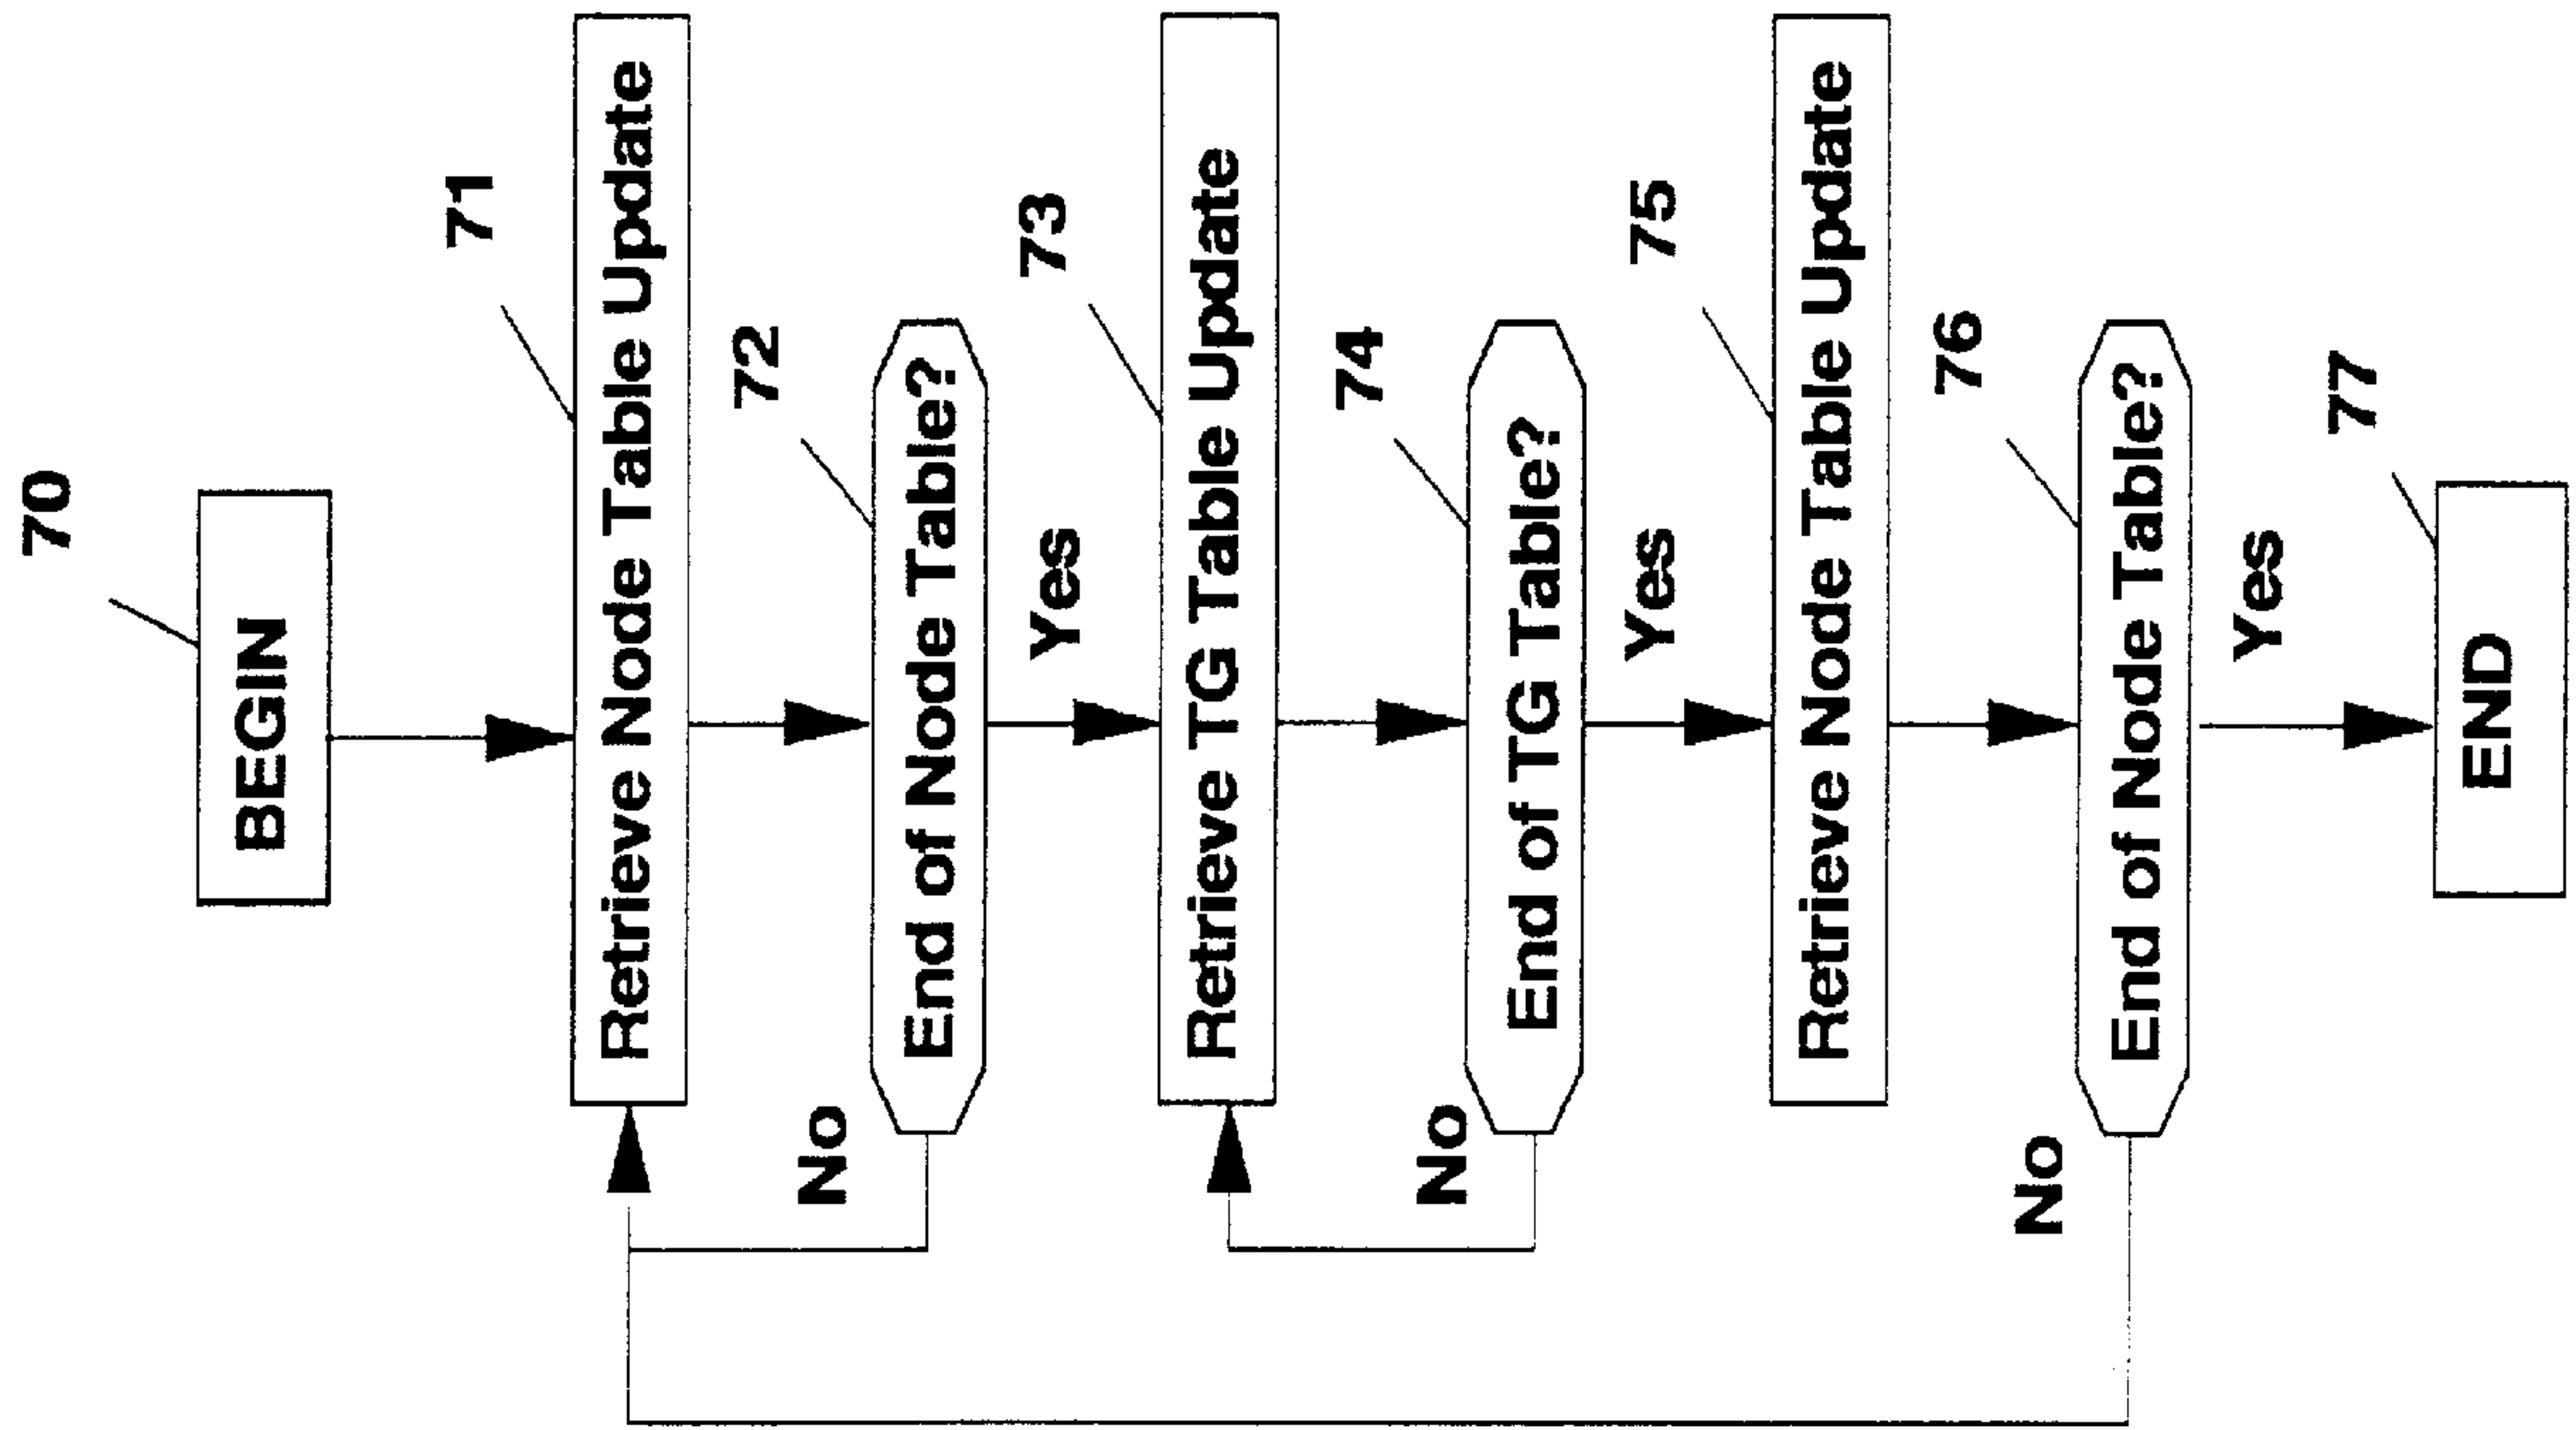 70
BEGIN
71
Retrieve Node Table Update
72
End of Node Table?
No
Yes
73
Retrieve TG Table Update
74
End of TG Table?
No
Yes
75
Retrieve Node Table Update
76
End of Node Table?
No
Yes
77
END